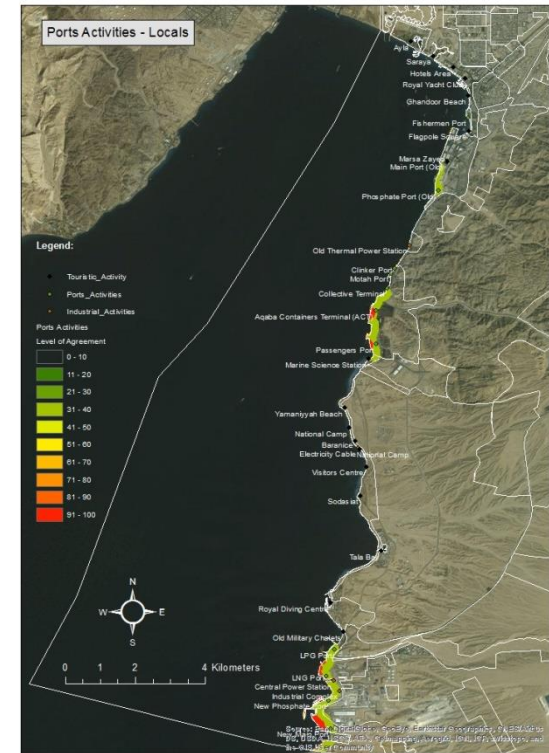 Ports Activities - Locals
Ayla
Saraya
Hotels Area
Royal Yacht Club
Ghandoor Beach
Fishermen Port
Flagpole Square
Marsa Zayed
Main Port (Old)
Phosphate Port (Old)
Old Thermal Power Station
Clinker Port
Motah Port
Collective Terminal
Aqaba Containers Terminal (ACT)
Passengers Port
Marine Science Station
Yamaniyyah Beach
National Camp
Baranice
Electricity Cable
National Camp
Visitors Centre
Sodasiat
Tala Bay
Royal Diving Centre
Old Military Chalets
LPG Port
LNG Port
Central Power Station
Industrial Complex
New Phosphate
Legend:
Touristic_Activity
Ports_Activities
Industrial_Activities
Ports Activities
Level of Agreement
0 - 10
11 - 20
21 - 30
31 - 40
41 - 50
51 - 60
61 - 70
71 - 80
81 - 90
91 - 100
N
W E
S
0 2 4 Kilometers